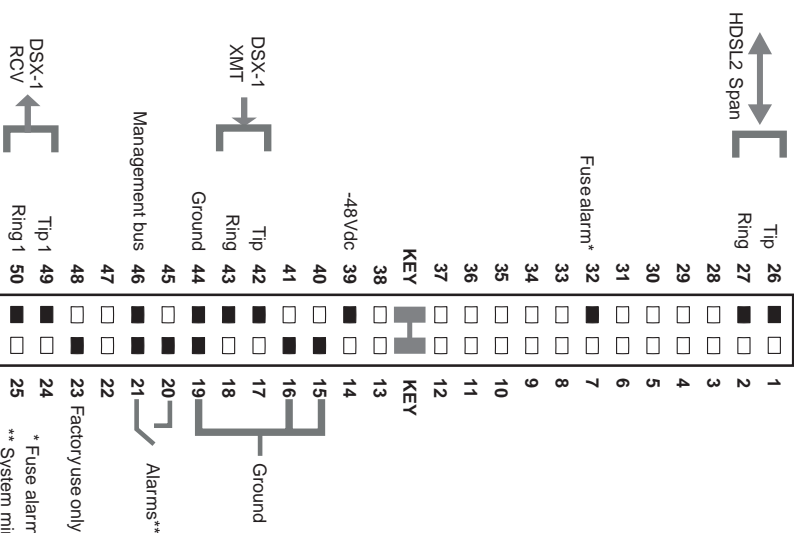 Tip 26 1
HDSL2 Span Ring 27 2
28 3
29 4
30 5
31 6
Fusealarm* 32 7
33 8
34 9
35 10
36 11
37 12
KEY KEY
38 13
-48Vdc 39 14
40 15
41 16
DSX-1 Tip 42 17 Ground
XMT Ring 43 18
Ground 44 19
45 20
Management bus 46 21 Alarms**
47 22
48 23 Factory use only
DSX-1 Tip 1 49 24 * Fuse alarm
RCV Ring 1 50 25 ** System